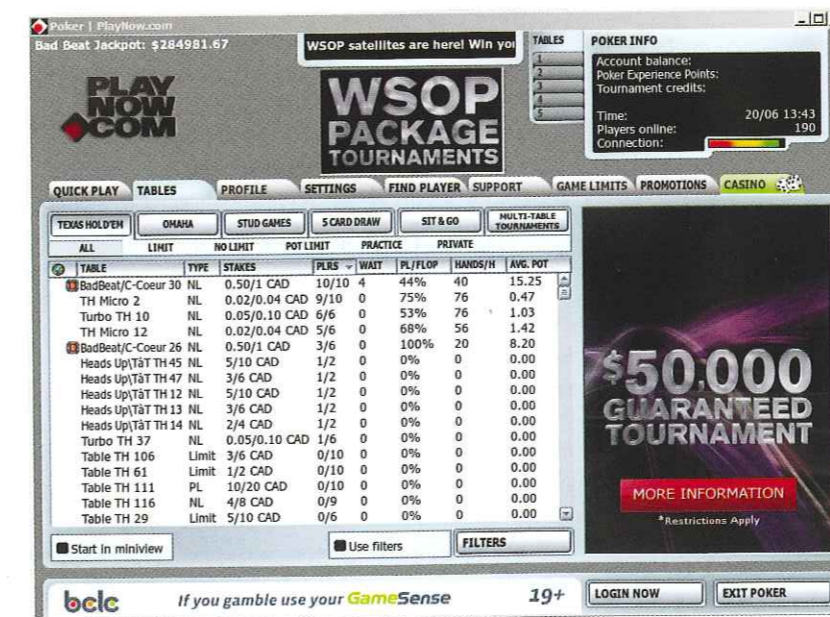 Poker | PlayNow.com
Bad Beat Jackpot: $284981.67
WSOP satellites are here! Win you
TABLES
1
2
3
4
5
POKER INFO
Account balance:
Poker Experience Points:
Tournament credits:
Time: 20/06 13:43
Players online: 190
Connection:
PLAY
NOW
COM
WSOP
PACKAGE
TOURNAMENTS
QUICK PLAY TABLES PROFILE SETTINGS FIND PLAYER SUPPORT GAME LIMITS PROMOTIONS CASINO
TEXAS HOLD'EM OMAHA STUD GAMES 5 CARD DRAW SIT & GO MULTI-TABLE TOURNAMENTS
ALL LIMIT NO LIMIT POT LIMIT PRACTICE PRIVATE
TABLE TYPE STAKES PLRS WAIT PL/FLOP HANDS/H AVG. POT
BadBeat/C-Coeur 30 NL 0.50/1 CAD 10/10 4 44% 40 15.25
TH Micro 2 NL 0.02/0.04 CAD 9/10 0 75% 76 0.47
Turbo TH 10 NL 0.05/0.10 CAD 6/6 0 53% 76 1.03
TH Micro 12 NL 0.02/0.04 CAD 5/6 0 68% 56 1.42
BadBeat/C-Coeur 26 NL 0.50/1 CAD 3/6 0 100% 20 8.20
Heads Up\TàT TH 45 NL 5/10 CAD 1/2 0 0% 0 0.00
Heads Up\TàT TH 47 NL 3/6 CAD 1/2 0 0% 0 0.00
Heads Up\TàT TH 12 NL 5/10 CAD 1/2 0 0% 0 0.00
Heads Up\TàT TH 13 NL 3/6 CAD 1/2 0 0% 0 0.00
Heads Up\TàT TH 14 NL 2/4 CAD 1/2 0 0% 0 0.00
Turbo TH 37 NL 0.05/0.10 CAD 1/6 0 0% 0 0.00
Table TH 106 Limit 3/6 CAD 0/10 0 0% 0 0.00
Table TH 61 Limit 1/2 CAD 0/10 0 0% 0 0.00
Table TH 111 PL 10/20 CAD 0/10 0 0% 0 0.00
Table TH 116 NL 4/8 CAD 0/9 0 0% 0 0.00
Table TH 29 Limit 5/10 CAD 0/6 0 0% 0 0.00
Start in miniview Use filters FILTERS
$50,000
GUARANTEED
TOURNAMENT
MORE INFORMATION
*Restrictions Apply
bclc If you gamble use your GameSense 19+ LOGIN NOW EXIT POKER